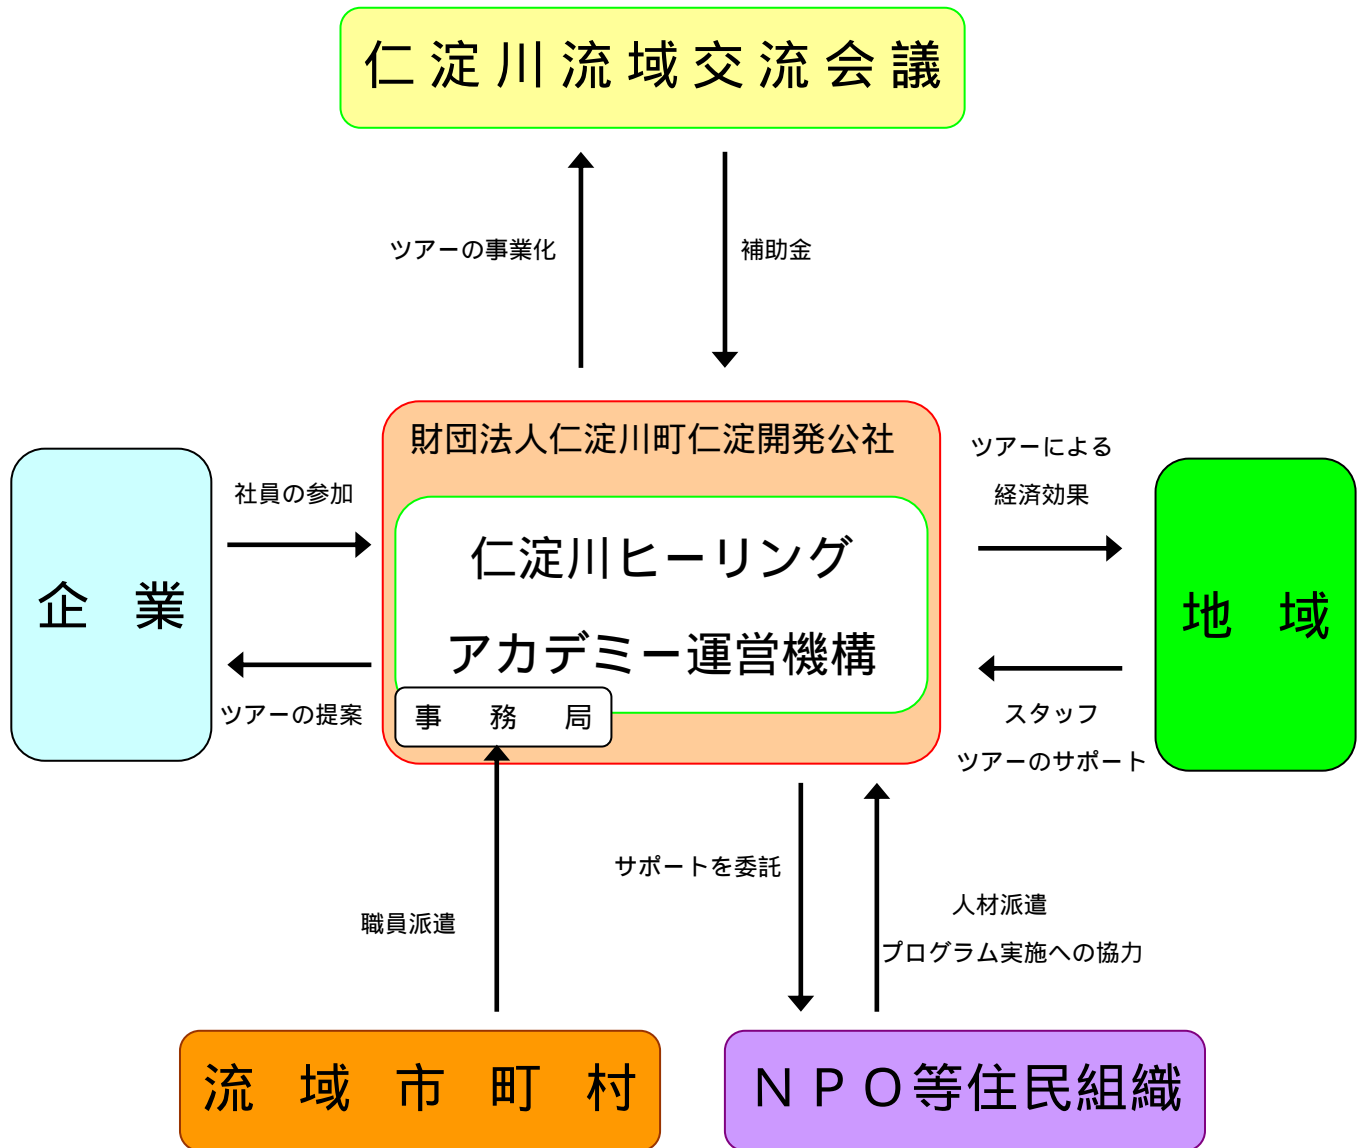 仁淀川流域交流会議
ツアーの事業化
補助金
財団法人仁淀川町仁淀開発公社
ツアーによる
経済効果
社員の参加
仁淀川ヒーリング
アカデミー運営機構
企　業
地　域
ツアーの提案
事　務　局
スタッフ
ツアーのサポート
サポートを委託
職員派遣
人材派遣
プログラム実施への協力
流　域　市　町　村
ＮＰＯ等住民組織